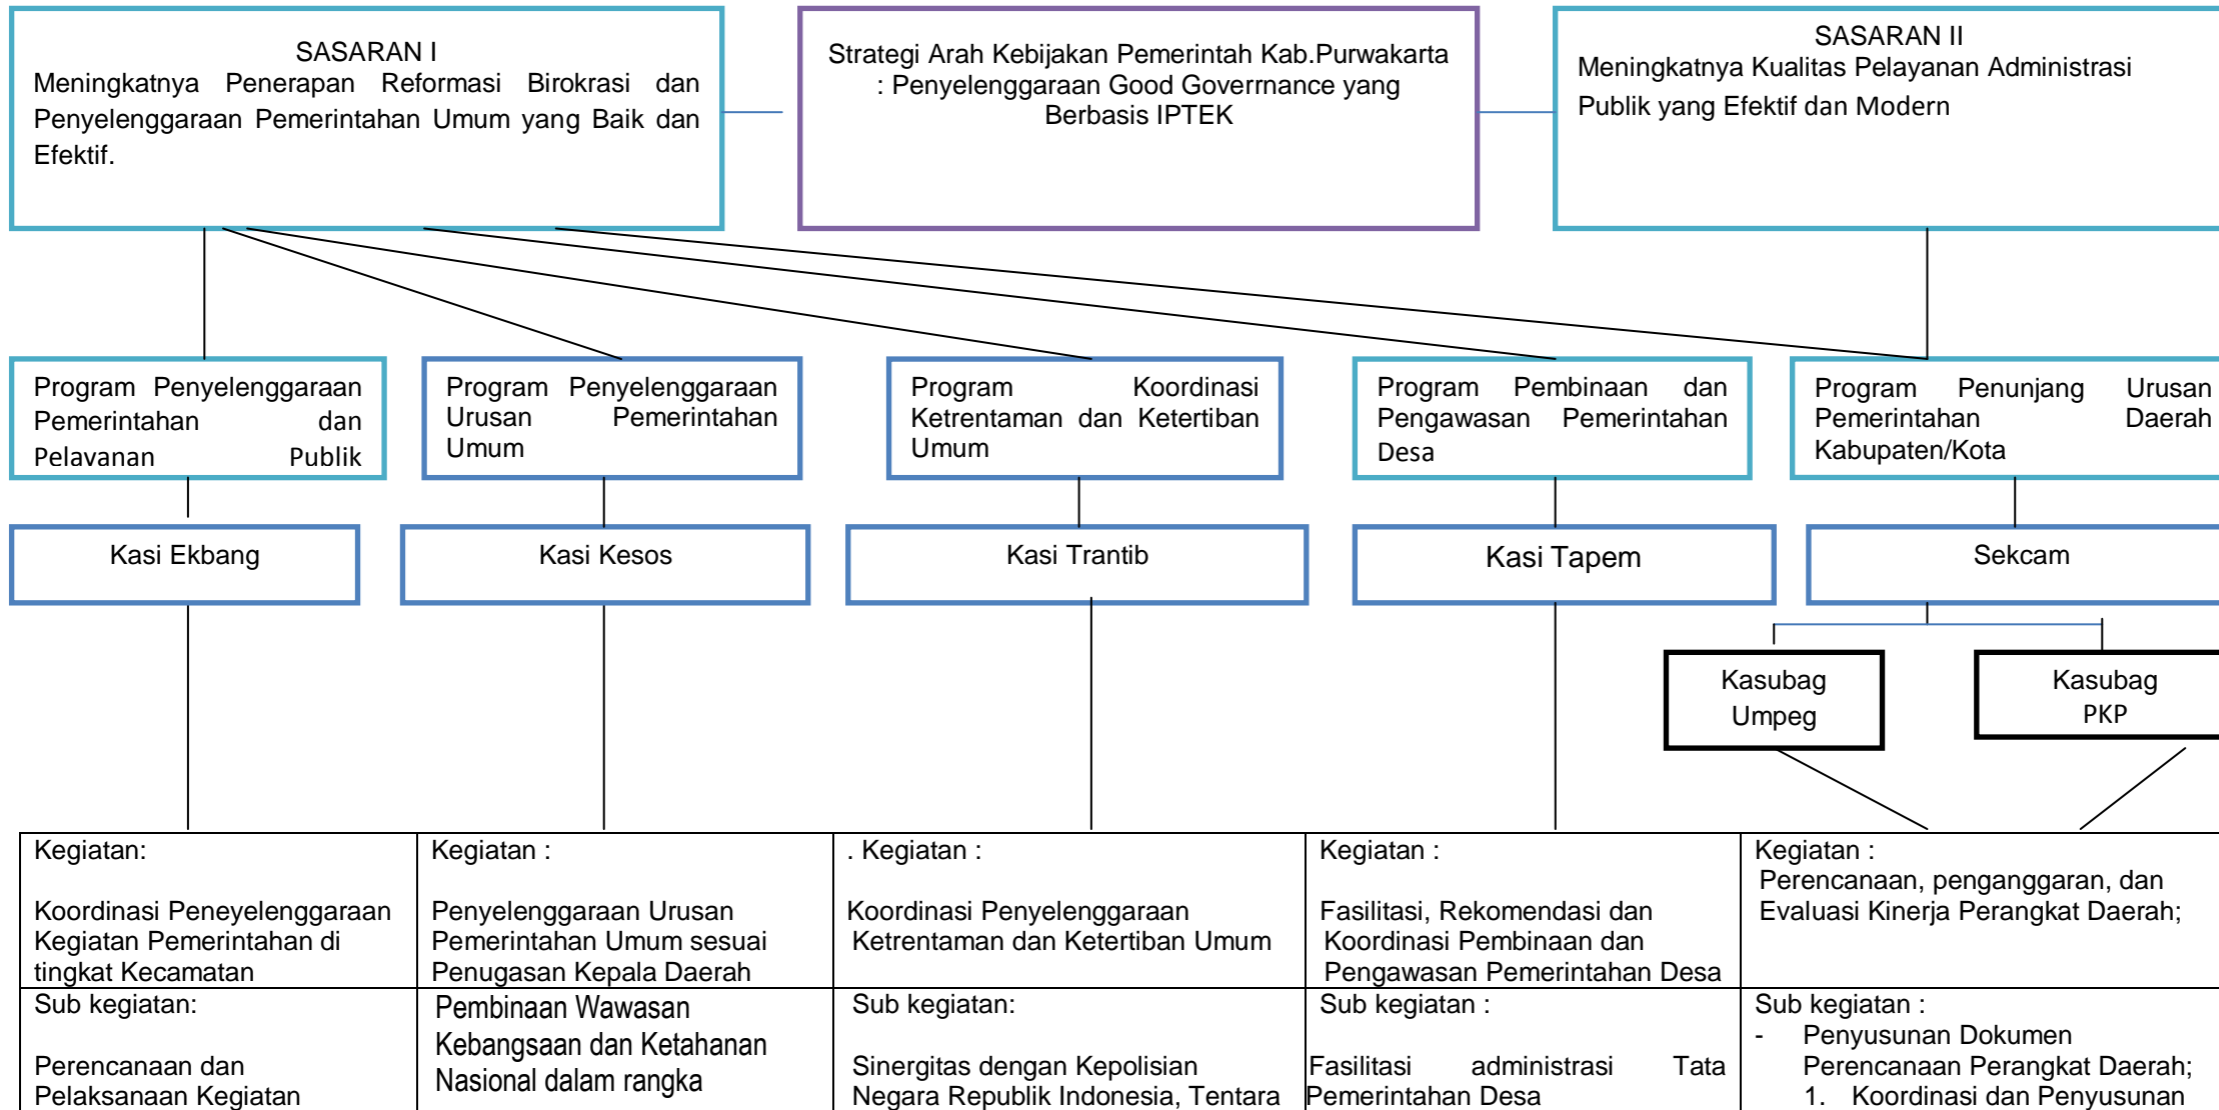 SASARAN I
Meningkatnya Penerapan Reformasi Birokrasi dan
Penyelenggaraan Pemerintahan Umum yang Baik dan
Efektif.
Strategi Arah Kebijakan Pemerintah Kab.Purwakarta
: Penyelenggaraan Good Goverrnance yang
Berbasis IPTEK
SASARAN II
Meningkatnya Kualitas Pelayanan Administrasi
Publik yang Efektif dan Modern
Program Penyelenggaraan
Pemerintahan dan
Pelayanan Publik
Program Penyelenggaraan
Urusan Pemerintahan
Umum
Program Koordinasi
Ketrentaman dan Ketertiban
Umum
Program Pembinaan dan
Pengawasan Pemerintahan
Desa
Program Penunjang Urusan
Pemerintahan Daerah
Kabupaten/Kota
Kasi Ekbang
Kasi Kesos
Kasi Trantib
Kasi Tapem
Sekcam
Kasubag
Umpeg
Kasubag
PKP
Kegiatan:
Koordinasi Peneyelenggaraan
Kegiatan Pemerintahan di
tingkat Kecamatan
Kegiatan :
Penyelenggaraan Urusan
Pemerintahan Umum sesuai
Penugasan Kepala Daerah
. Kegiatan :
Koordinasi Penyelenggaraan
Ketrentaman dan Ketertiban Umum
Kegiatan :
Fasilitasi, Rekomendasi dan
Koordinasi Pembinaan dan
Pengawasan Pemerintahan Desa
Kegiatan :
Perencanaan, penganggaran, dan
Evaluasi Kinerja Perangkat Daerah;
Sub kegiatan:
Perencanaan dan
Pelaksanaan Kegiatan
Pembinaan Wawasan
Kebangsaan dan Ketahanan
Nasional dalam rangka
Sub kegiatan:
Sinergitas dengan Kepolisian
Negara Republik Indonesia, Tentara
Sub kegiatan :
Fasilitasi administrasi Tata
Pemerintahan Desa
Sub kegiatan :
- Penyusunan Dokumen
Perencanaan Perangkat Daerah;
1. Koordinasi dan Penyusunan